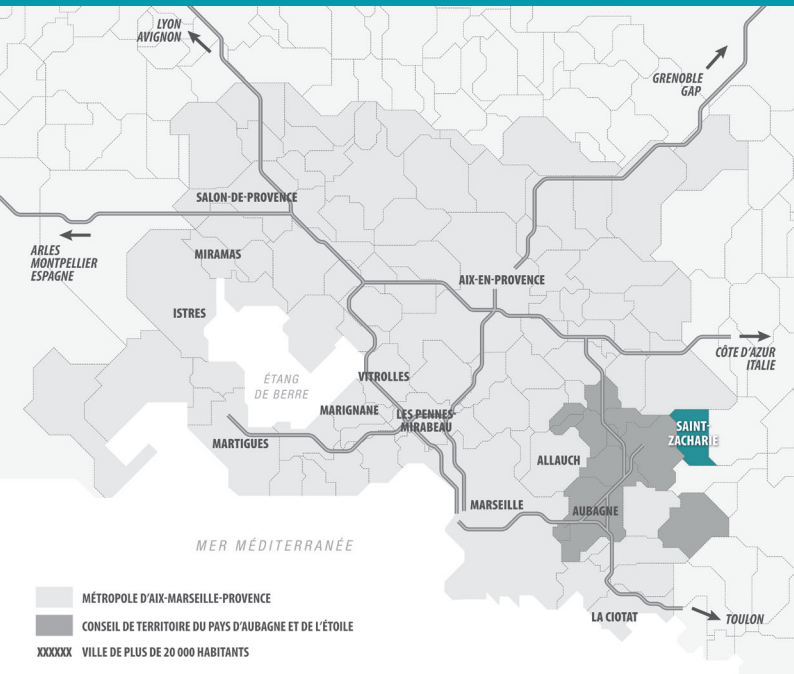 LYON
AVIGNON
GRENOBLE
GAP
SALON-DE-PROVENCE
ARLES
MONTPELLIER
ESPAGNE
MIRAMAS
AIX-EN-PROVENCE
ISTRES
CÔTE D'AZUR
ITALIE
ÉTANG
DE BERRE
VITROLLES
MARIGNANE
LES PENNES-
MIRABEAU
MARTIGUES
SAINT-
ZACHARIE
ALLAUCH
MARSEILLE
AUBAGNE
MER MÉDITERRANÉE
LA CIOTAT
TOULON
MÉTROPOLE D'AIX-MARSEILLE-PROVENCE
CONSEIL DE TERRITOIRE DU PAYS D'AUBAGNE ET DE L'ÉTOILE
XXXXXX VILLE DE PLUS DE 20 000 HABITANTS